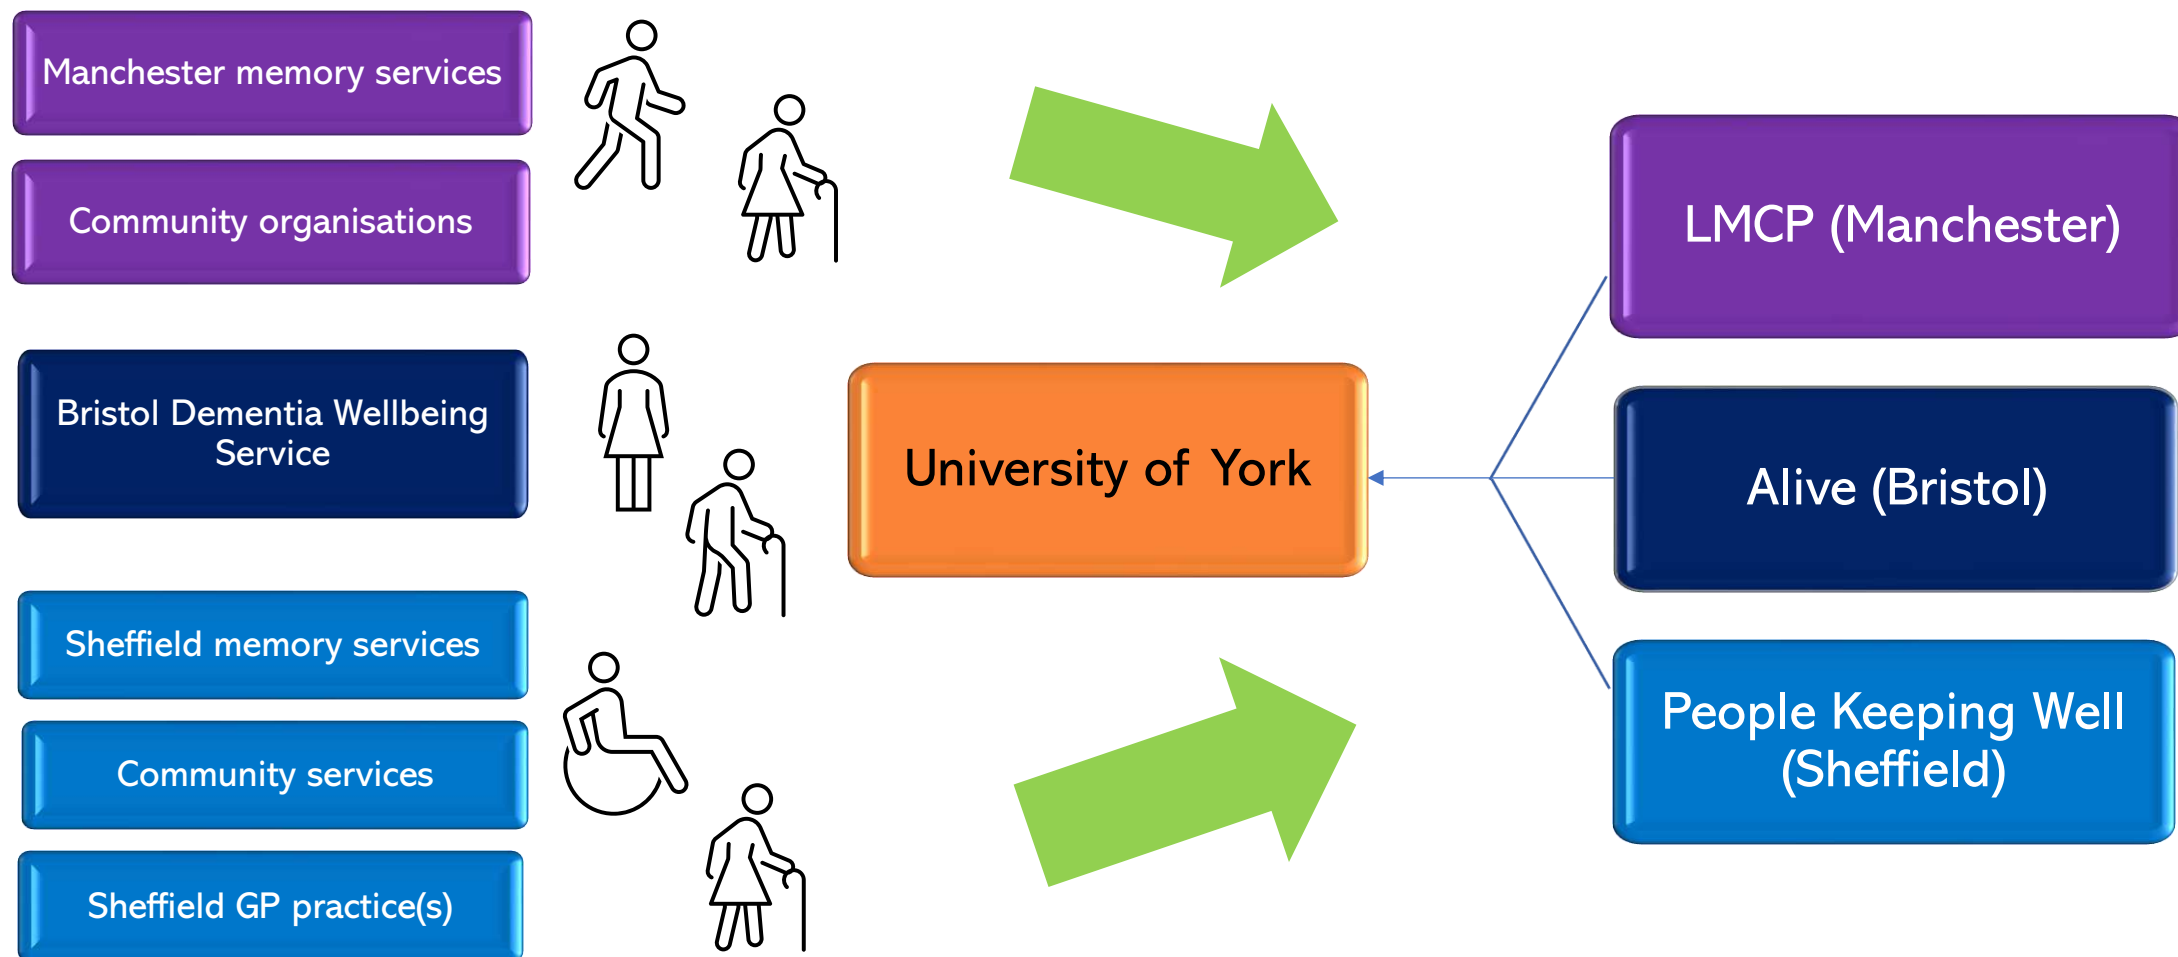 Manchester memory services
Community organisations
Bristol Dementia Wellbeing
Service
Sheffield memory services
Community services
Sheffield GP practice(s)
University of York
LMCP (Manchester)
Alive (Bristol)
People Keeping Well
(Sheffield)